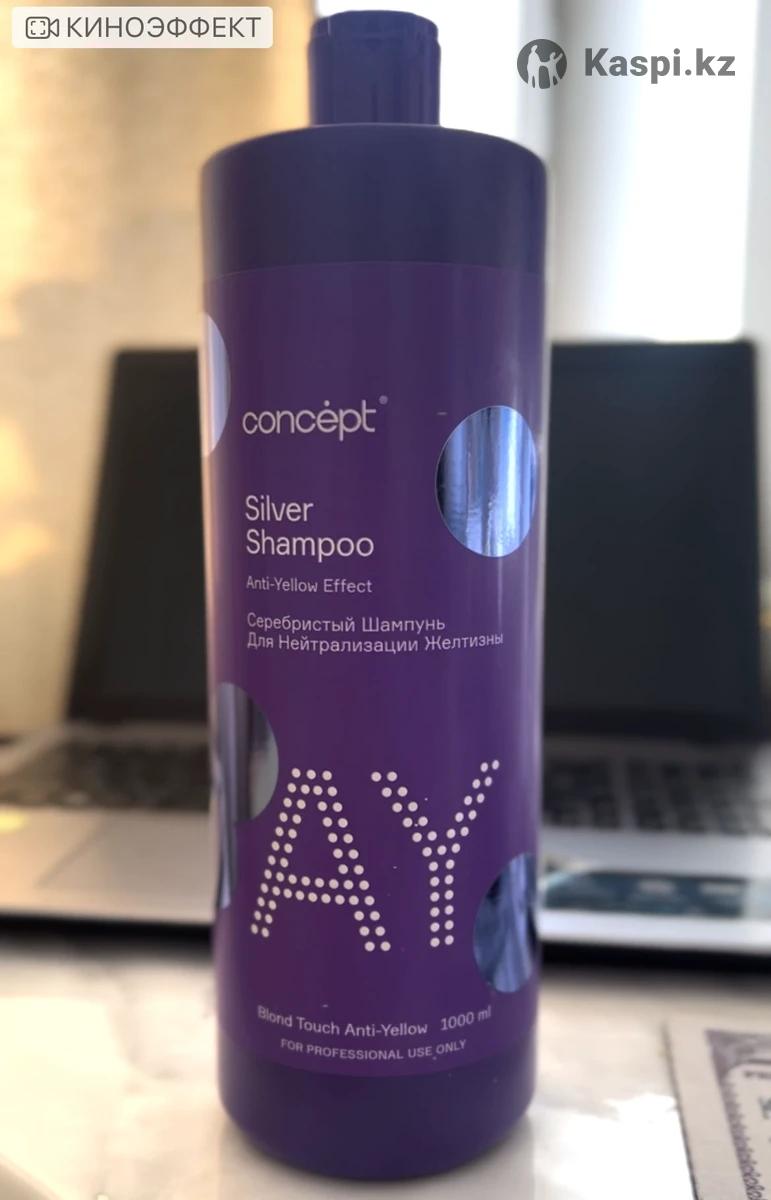 КИНОЭФФЕКТ
Kaspi.kz
concépt®
Silver
Shampoo
Anti-Yellow Effect
Серебристый Шампунь
Для Нейтрализации Желтизны
AY
Blond Touch Anti-Yellow 1000 ml
FOR PROFESSIONAL USE ONLY